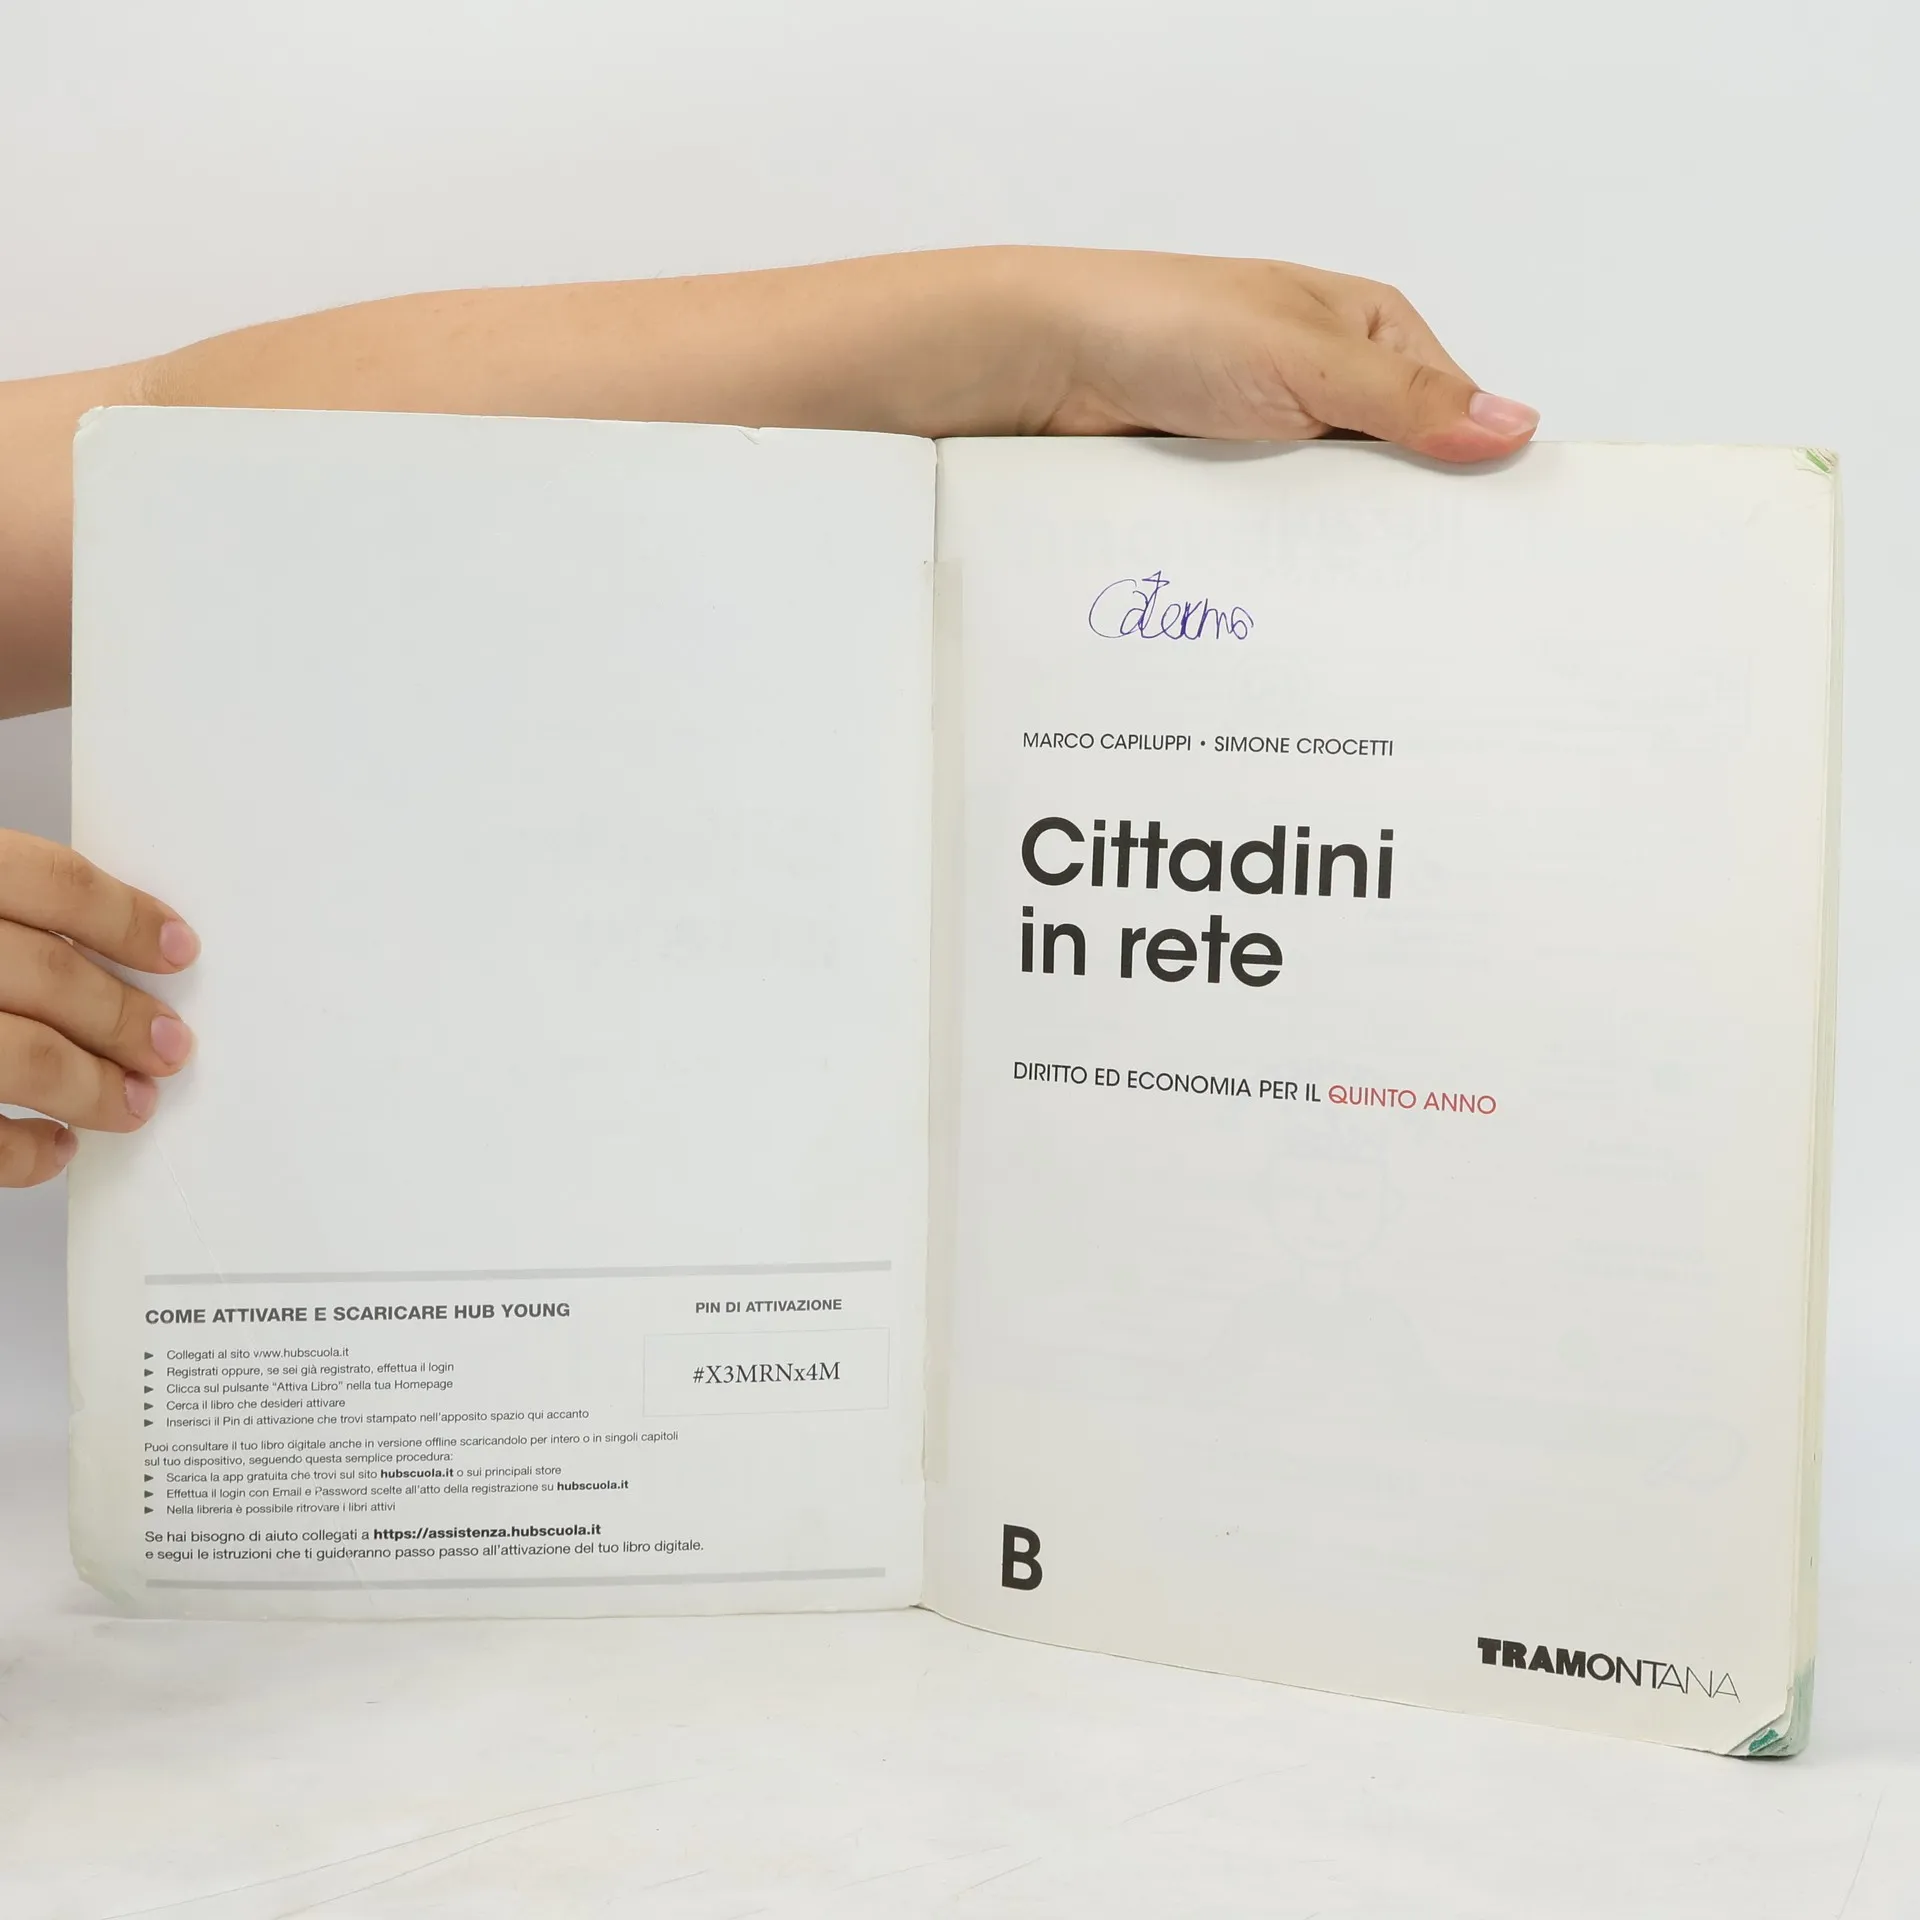 COME ATTIVARE E SCARICARE HUB YOUNG
► Collegati al sito www.hubscuola.it
► Registrati oppure, se sei già registrato, effettua il login
► Clicca sul pulsante “Attiva Libro” nella tua Homepage
► Cerca il libro che desideri attivare
► Inserisci il Pin di attivazione che trovi stampato nell’apposito spazio qui accanto
PIN DI ATTIVAZIONE
#X3MRNx4M
Puoi consultare il tuo libro digitale anche in versione offline scaricandolo per intero o in singoli capitoli
sul tuo dispositivo, seguendo questa semplice procedura:
► Scarica la app gratuita che trovi sul sito hubscuola.it o sui principali store
► Effettua il login con Email e Password scelte all’atto della registrazione su hubscuola.it
► Nella libreria è possibile ritrovare i libri attivi
Se hai bisogno di aiuto collegati a https://assistenza.hubscuola.it
e segui le istruzioni che ti guideranno passo passo all’attivazione del tuo libro digitale.
MARCO CAPILUPPI • SIMONE CROCETTI
Cittadini
in rete
DIRITTO ED ECONOMIA PER IL QUINTO ANNO
B
TRAMONTANA